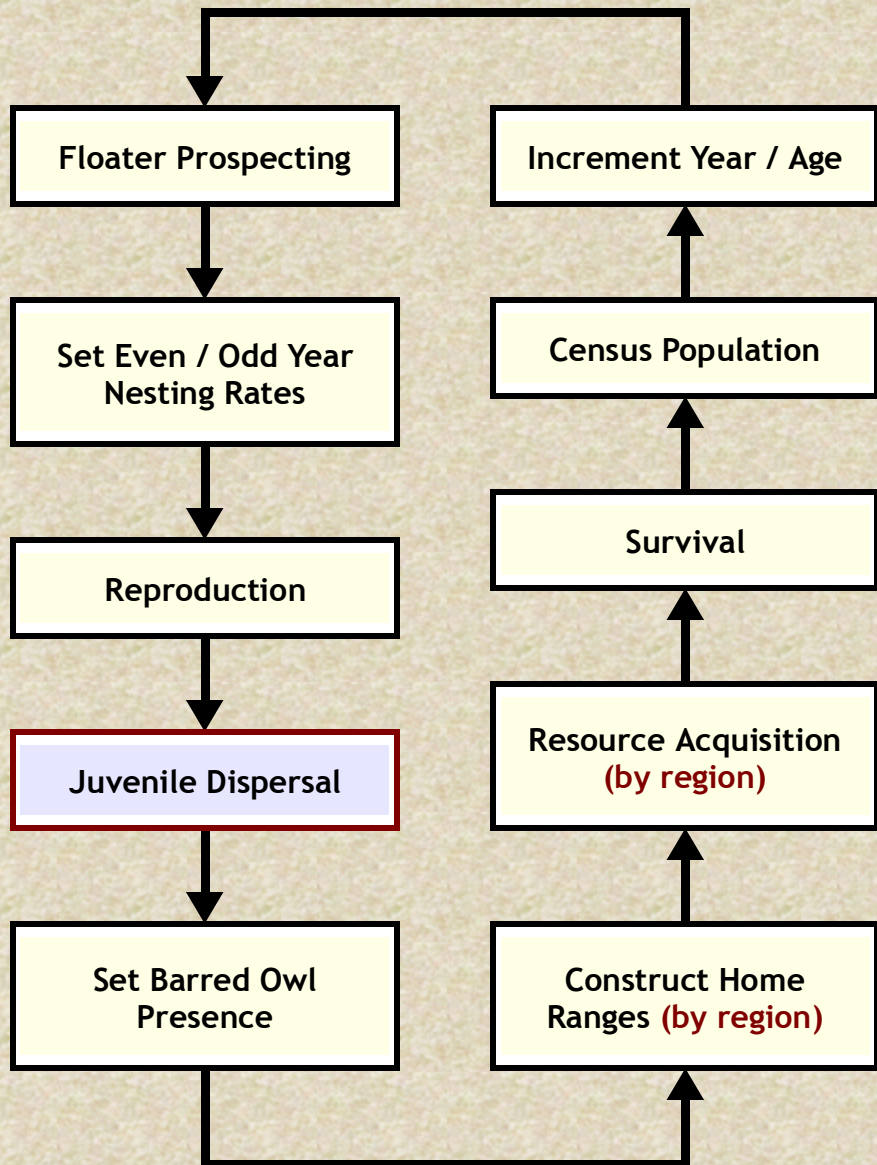 Floater Prospecting
Set Even / Odd Year
Nesting Rates
Reproduction
Juvenile Dispersal
Set Barred Owl
Presence
Construct Home
Ranges (by region)
Resource Acquisition
(by region)
Survival
Census Population
Increment Year / Age